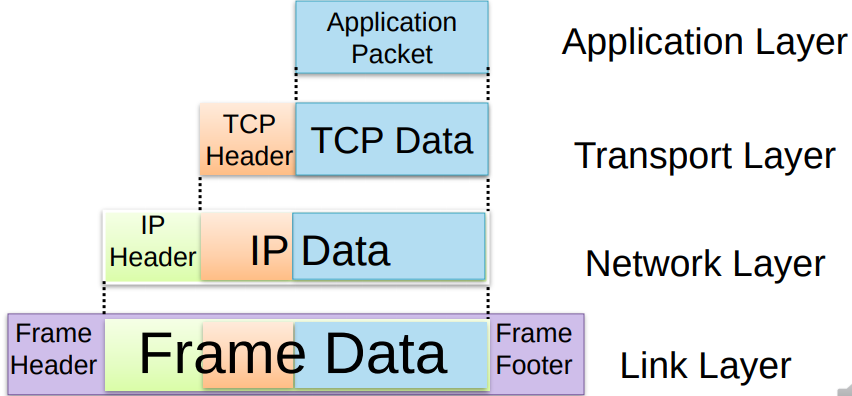 Application
Packet
Application Layer
TCP
Header
TCP Data
Transport Layer
IP
Header
IP Data
Network Layer
Frame
Header
Frame Data
Frame
Footer
Link Layer